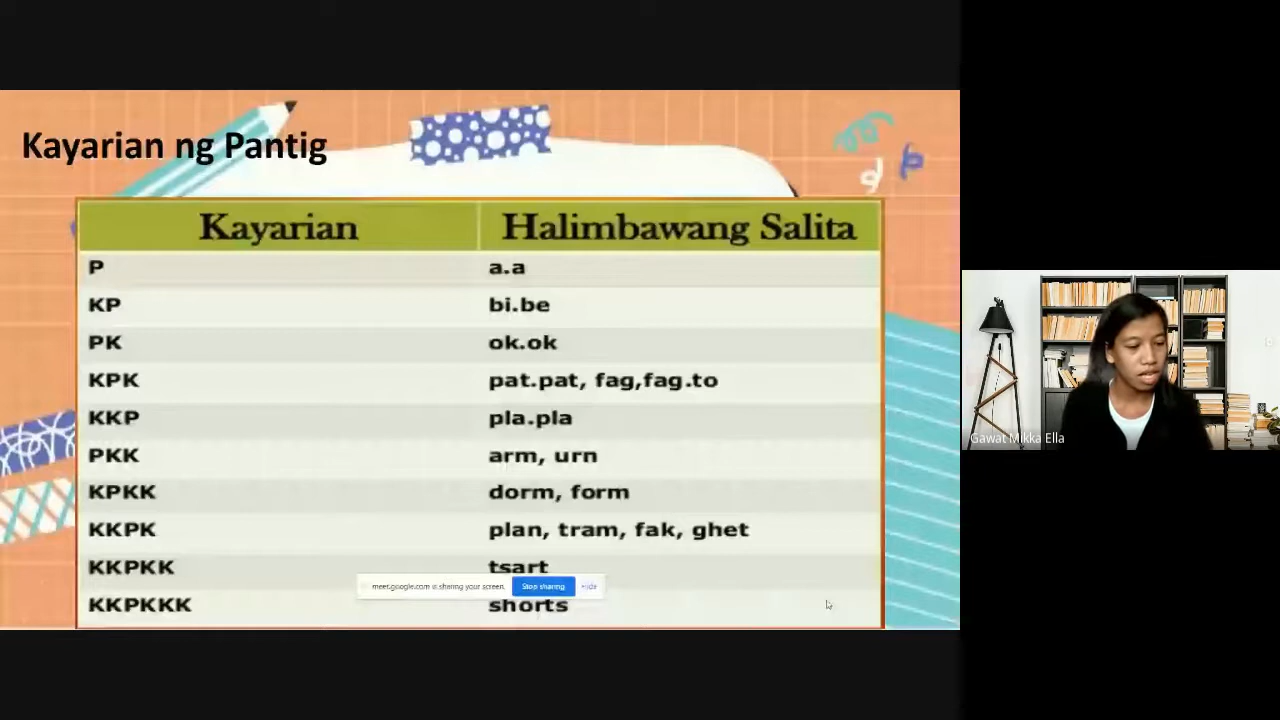 Kayarian ng Pantig
Kayarian Halimbawang Salita
P a.a
KP bi.be
PK ok.ok
KPK pat.pat, fag,fag.to
KKP pla.pla
PKK arm, urn
KPKK dorm, form
KKPK plan, tram, fak, ghet
KKPKK tsart
meet.google.com is sharing your screen. Stop sharing Hide
KKPKKK shorts
Gawat Mikka Ella